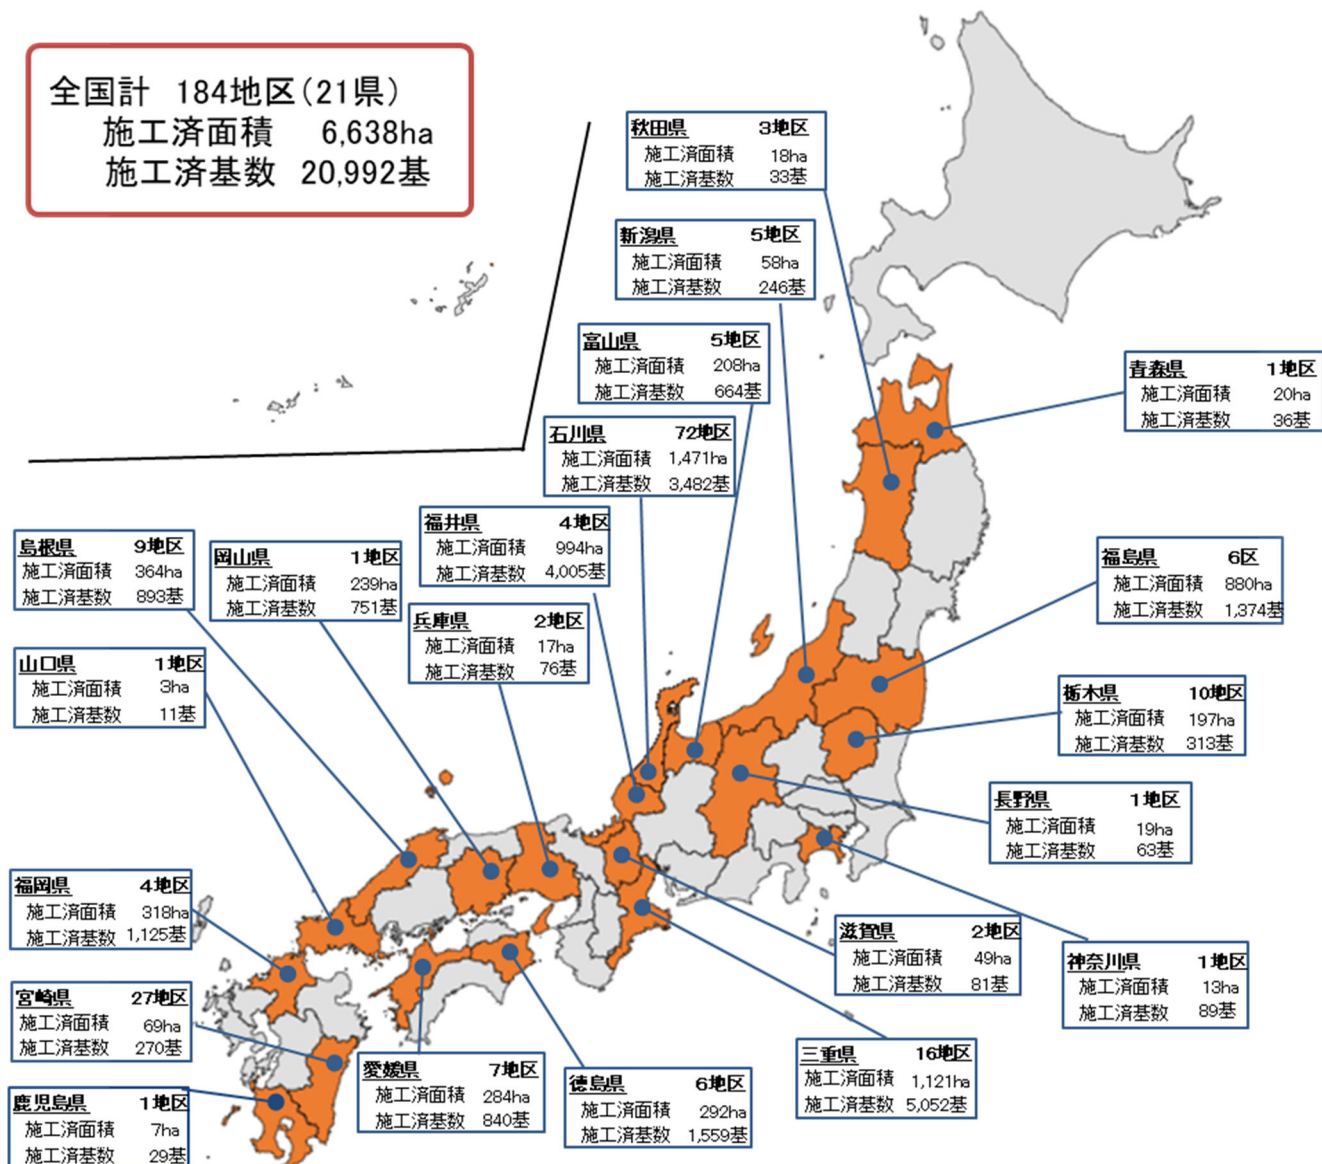 全国計 184地区(21県)
施工済面積 6,638ha
施工済基数 20,992基
秋田県 3地区
施工済面積 18ha
施工済基数 33基
新潟県 5地区
施工済面積 58ha
施工済基数 246基
富山県 5地区
施工済面積 208ha
施工済基数 664基
青森県 1地区
施工済面積 20ha
施工済基数 36基
石川県 72地区
施工済面積 1,471ha
施工済基数 3,482基
福井県 4地区
施工済面積 994ha
施工済基数 4,005基
島根県 9地区
施工済面積 364ha
施工済基数 893基
岡山県 1地区
施工済面積 239ha
施工済基数 751基
福島県 6区
施工済面積 880ha
施工済基数 1,374基
兵庫県 2地区
施工済面積 17ha
施工済基数 76基
山口県 1地区
施工済面積 3ha
施工済基数 11基
栃木県 10地区
施工済面積 197ha
施工済基数 313基
長野県 1地区
施工済面積 19ha
施工済基数 63基
福岡県 4地区
施工済面積 318ha
施工済基数 1,125基
滋賀県 2地区
施工済面積 49ha
施工済基数 81基
神奈川県 1地区
施工済面積 13ha
施工済基数 89基
宮崎県 27地区
施工済面積 69ha
施工済基数 270基
三重県 16地区
施工済面積 1,121ha
施工済基数 5,052基
愛媛県 7地区
施工済面積 284ha
施工済基数 840基
徳島県 6地区
施工済面積 292ha
施工済基数 1,559基
鹿児島県 1地区
施工済面積 7ha
施工済基数 29基